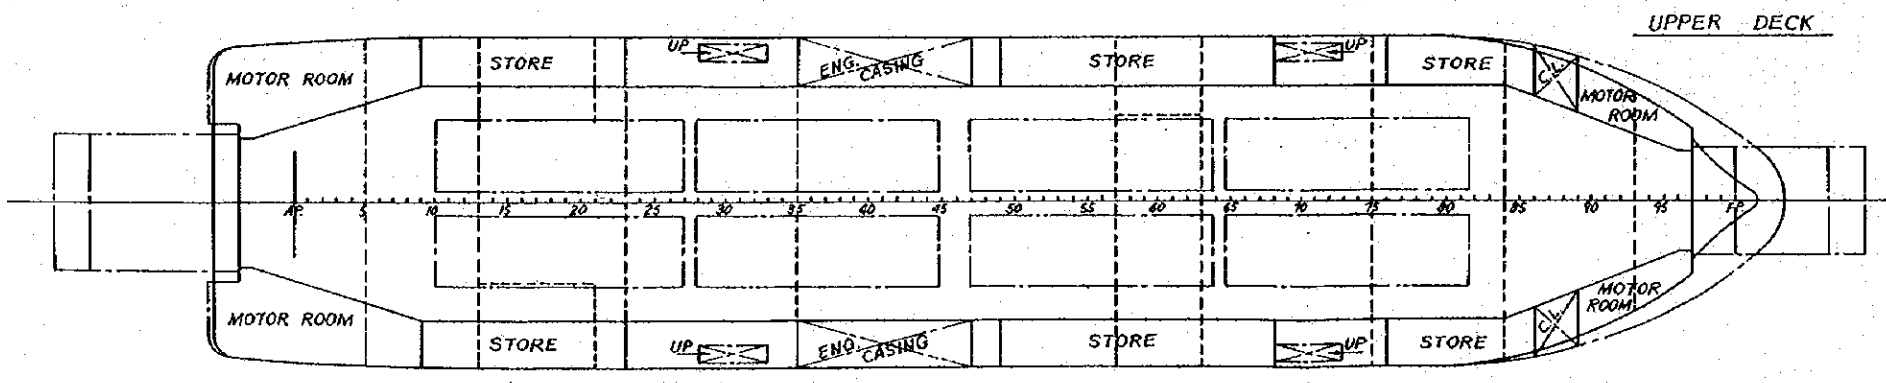 UPPER DECK
MOTOR ROOM
STORE
UP
ENG. CASING
STORE
UP
STORE
C.L.
MOTOR
ROOM
AP 5 10 15 20 25 30 35 40 45 50 55 60 65 70 75 80 85 90 95 FP
MOTOR ROOM
STORE
UP
ENG. CASING
STORE
UP
STORE
C.L.
MOTOR
ROOM